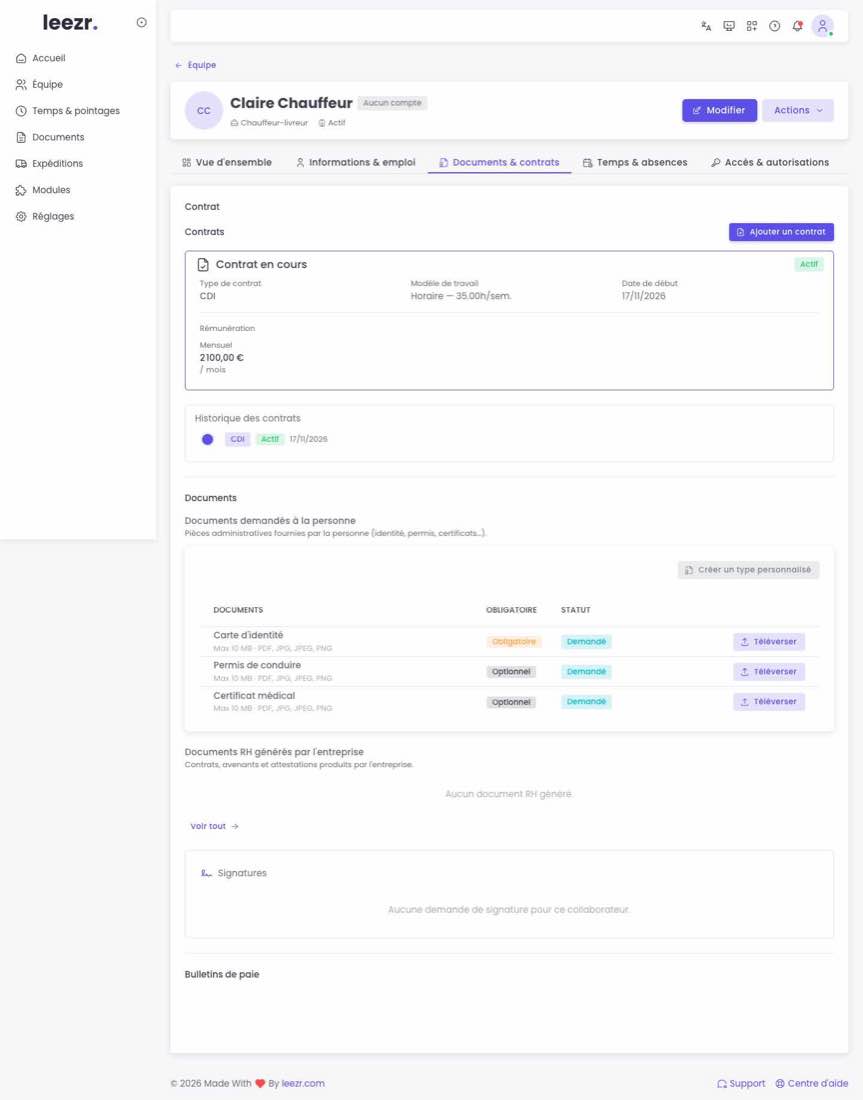 leezr.
Accueil
Équipe
Temps & pointages
Documents
Expéditions
Modules
Réglages
← Équipe
CC
Claire Chauffeur
Aucun compte
Chauffeur-livreur
Actif
Modifier
Actions
Vue d'ensemble
Informations & emploi
Documents & contrats
Temps & absences
Accès & autorisations
Contrat
Contrats
Ajouter un contrat
Contrat en cours
Actif
Type de contrat
Modèle de travail
Date de début
CDI
Horaire — 35.00h/sem.
17/11/2026
Rémunération
Mensuel
2 100,00 €
/ mois
Historique des contrats
CDI
Actif
17/11/2026
Documents
Documents demandés à la personne
Pièces administratives fournies par la personne (identité, permis, certificats…).
Créer un type personnalisé
DOCUMENTS
OBLIGATOIRE
STATUT
Carte d'identité
Max 10 MB · PDF, JPG, JPEG, PNG
Obligatoire
Demandé
Téléverser
Permis de conduire
Max 10 MB · PDF, JPG, JPEG, PNG
Optionnel
Demandé
Téléverser
Certificat médical
Max 10 MB · PDF, JPG, JPEG, PNG
Optionnel
Demandé
Téléverser
Documents RH générés par l'entreprise
Contrats, avenants et attestations produits par l'entreprise.
Aucun document RH généré.
Voir tout →
Signatures
Aucune demande de signature pour ce collaborateur.
Bulletins de paie
© 2026 Made With ❤ By leezr.com
Support
Centre d'aide